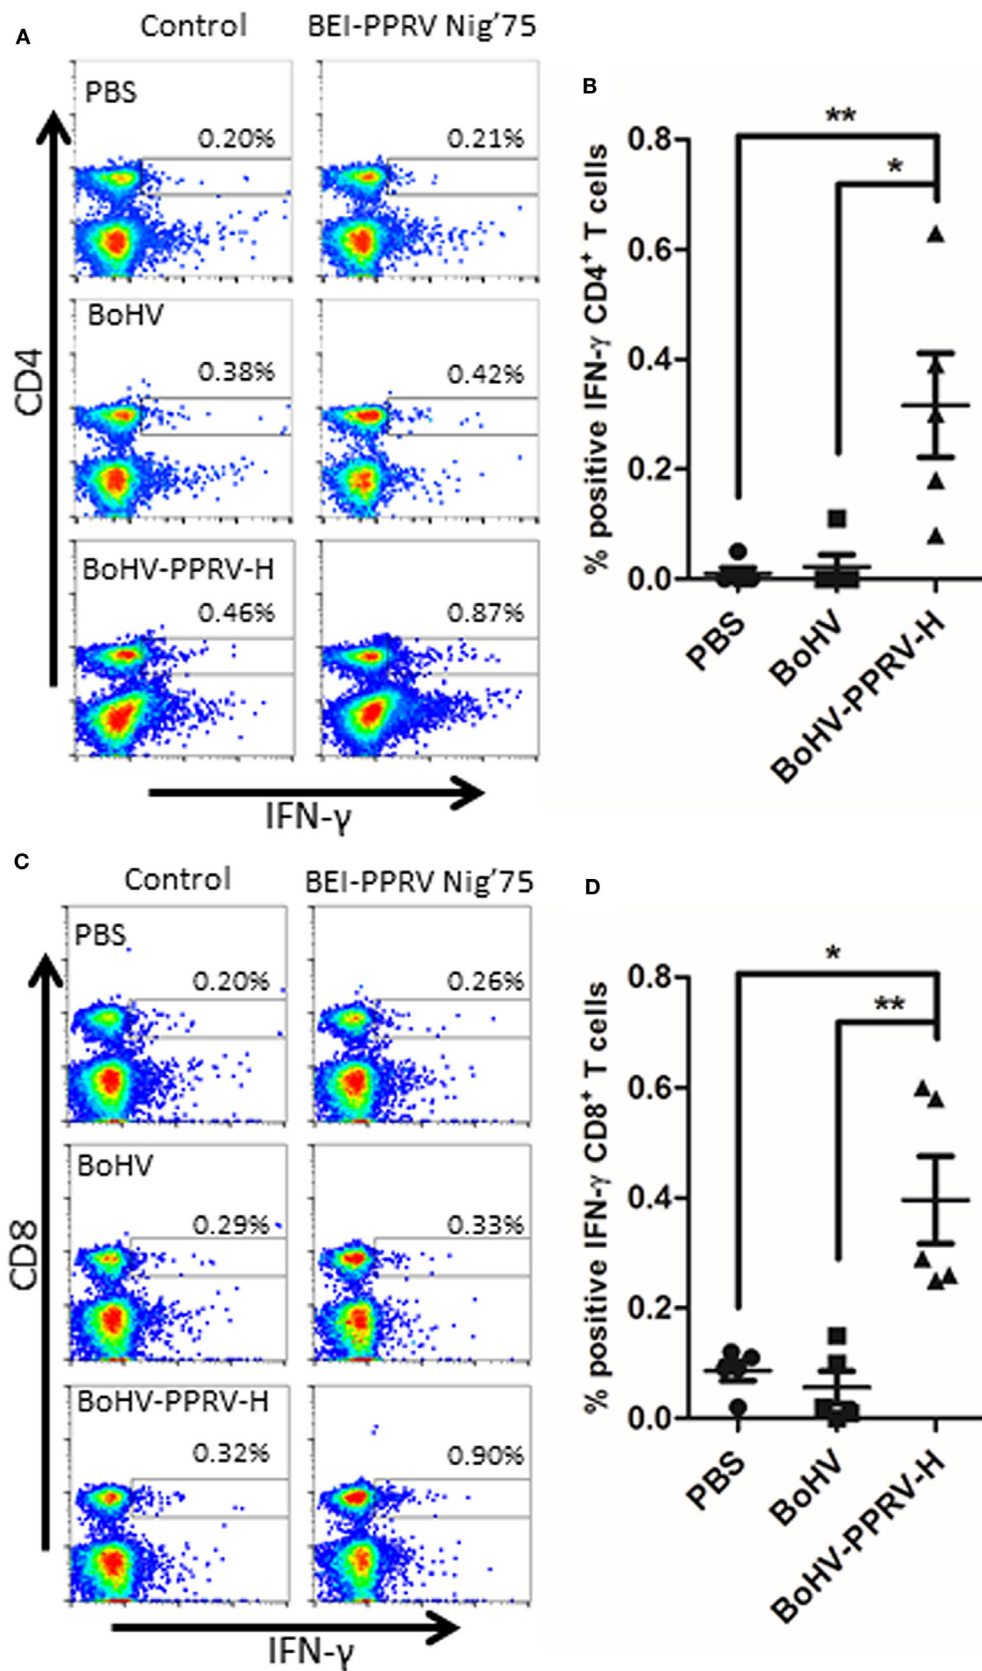 A
Control
BEI-PPRV Nig’75
PBS
0.20%
0.21%
BoHV
0.38%
0.42%
BoHV-PPRV-H
0.46%
0.87%
CD4
IFN-γ
B
**
*
0.8
0.6
0.4
0.2
0.0
% positive IFN-γ CD4⁺ T cells
PBS
BoHV
BoHV-PPRV-H
C
Control
BEI-PPRV Nig’75
PBS
0.20%
0.26%
BoHV
0.29%
0.33%
BoHV-PPRV-H
0.32%
0.90%
CD8
IFN-γ
D
*
**
0.8
0.6
0.4
0.2
0.0
% positive IFN-γ CD8⁺ T cells
PBS
BoHV
BoHV-PPRV-H